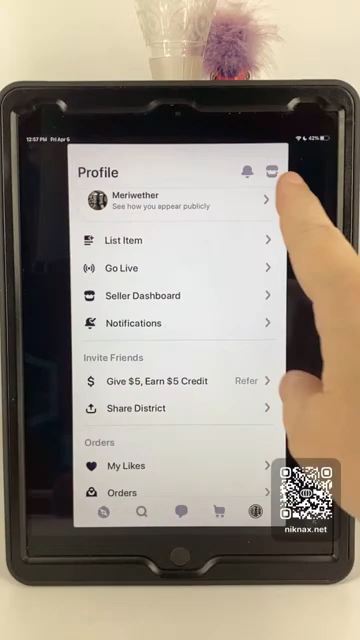 12:57 PM Fri Apr 5
42%
Profile
Meriwether
See how you appear publicly
List Item
Go Live
Seller Dashboard
Notifications
Invite Friends
Give $5, Earn $5 Credit Refer
Share District
Orders
My Likes
Orders
niknax.net